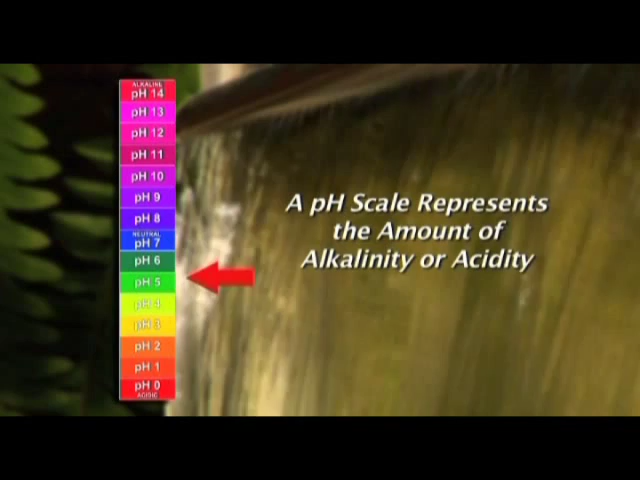 ALKALINE
pH 14
pH 13
pH 12
pH 11
pH 10
pH 9
pH 8
NEUTRAL
pH 7
pH 6
pH 5
pH 4
pH 3
pH 2
pH 1
pH 0
ACIDIC
A pH Scale Represents
the Amount of
Alkalinity or Acidity